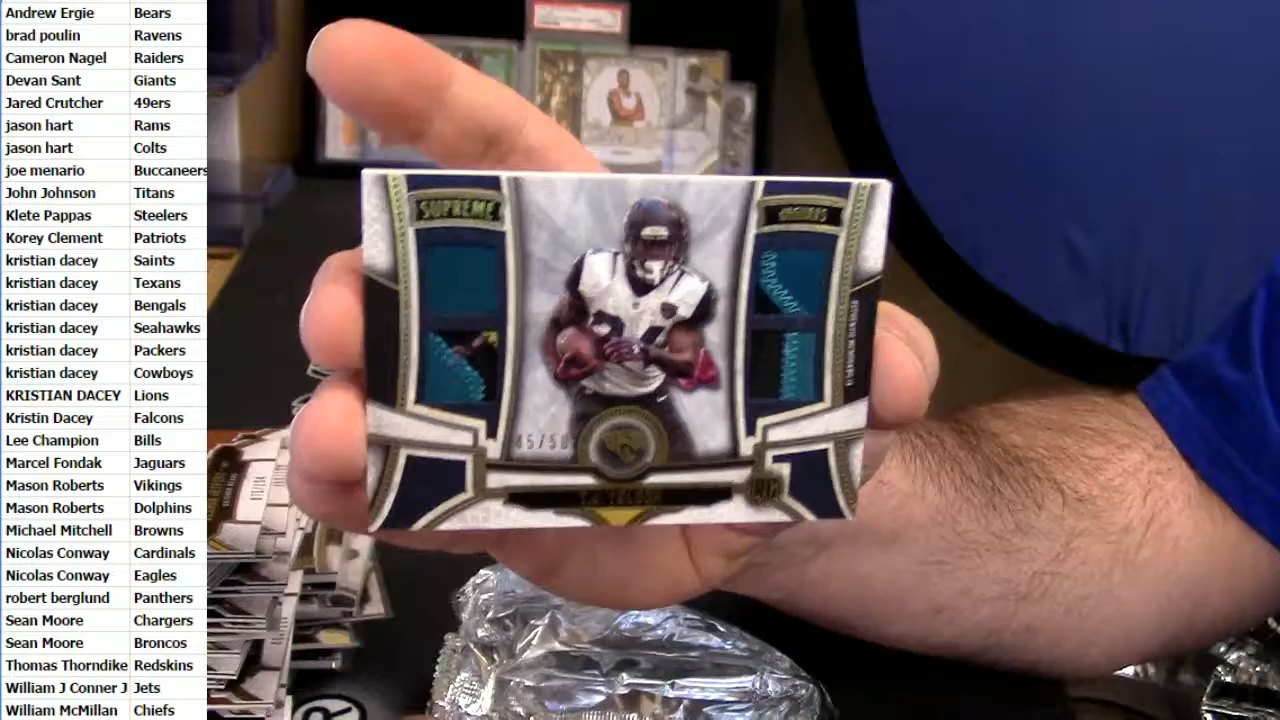 Andrew Ergie Bears
brad poulin Ravens
Cameron Nagel Raiders
Devan Sant Giants
Jared Crutcher 49ers
jason hart Rams
jason hart Colts
joe menario Buccaneers
John Johnson Titans
Klete Pappas Steelers
Korey Clement Patriots
kristian dacey Saints
kristian dacey Texans
kristian dacey Bengals
kristian dacey Seahawks
kristian dacey Packers
kristian dacey Cowboys
KRISTIAN DACEY Lions
Kristin Dacey Falcons
Lee Champion Bills
Marcel Fondak Jaguars
Mason Roberts Vikings
Mason Roberts Dolphins
Michael Mitchell Browns
Nicolas Conway Cardinals
Nicolas Conway Eagles
robert berglund Panthers
Sean Moore Chargers
Sean Moore Broncos
Thomas Thorndike Redskins
William J Conner J Jets
William McMillan Chiefs
SUPREME
45/50